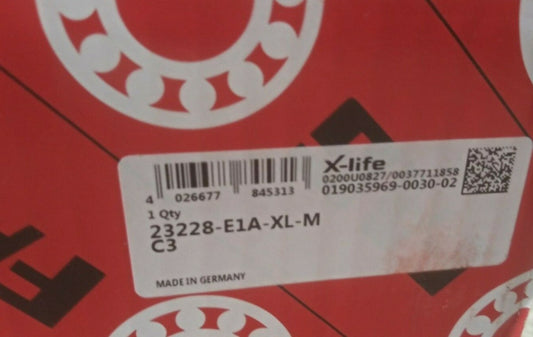 X-life
0200U0827/0037711858
019035969-0030-02
4 026677 845313
1 Qty
23228-E1A-XL-M
C3
MADE IN GERMANY